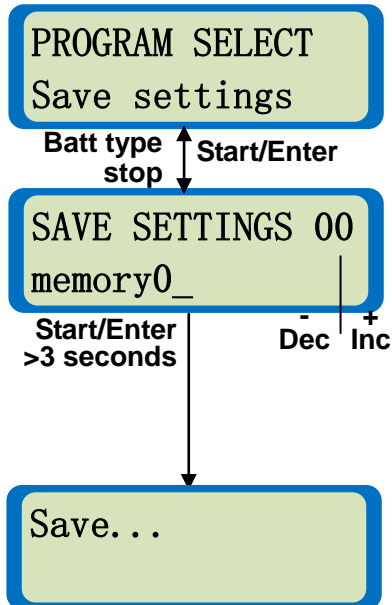 PROGRAM SELECT
Save settings
Batt type
stop
Start/Enter
SAVE SETTINGS 00
memory0_
Start/Enter
>3 seconds
- +
Dec Inc
Save...